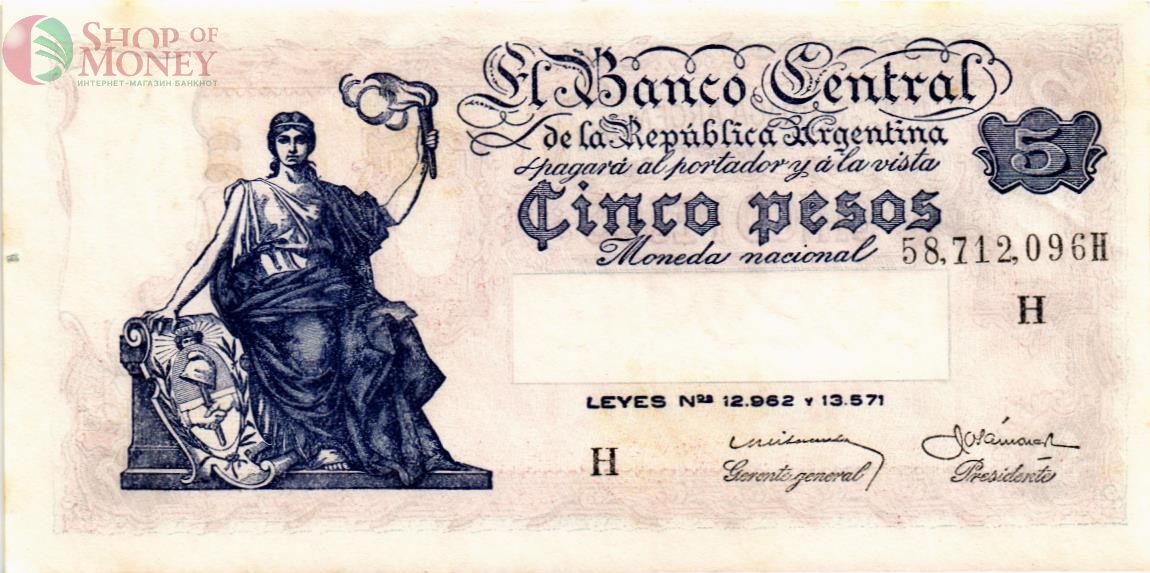 SHOP OF
MONEY
ИНТЕРНЕТ-МАГАЗИН БАНКНОТ
El Banco Central
de la República Argentina
pagará al portador y á la vista
5
Cinco pesos
Moneda nacional
58,712,096H
H
LEYES Nos 12.962 Y 13.571
H
Gerente general
Presidente